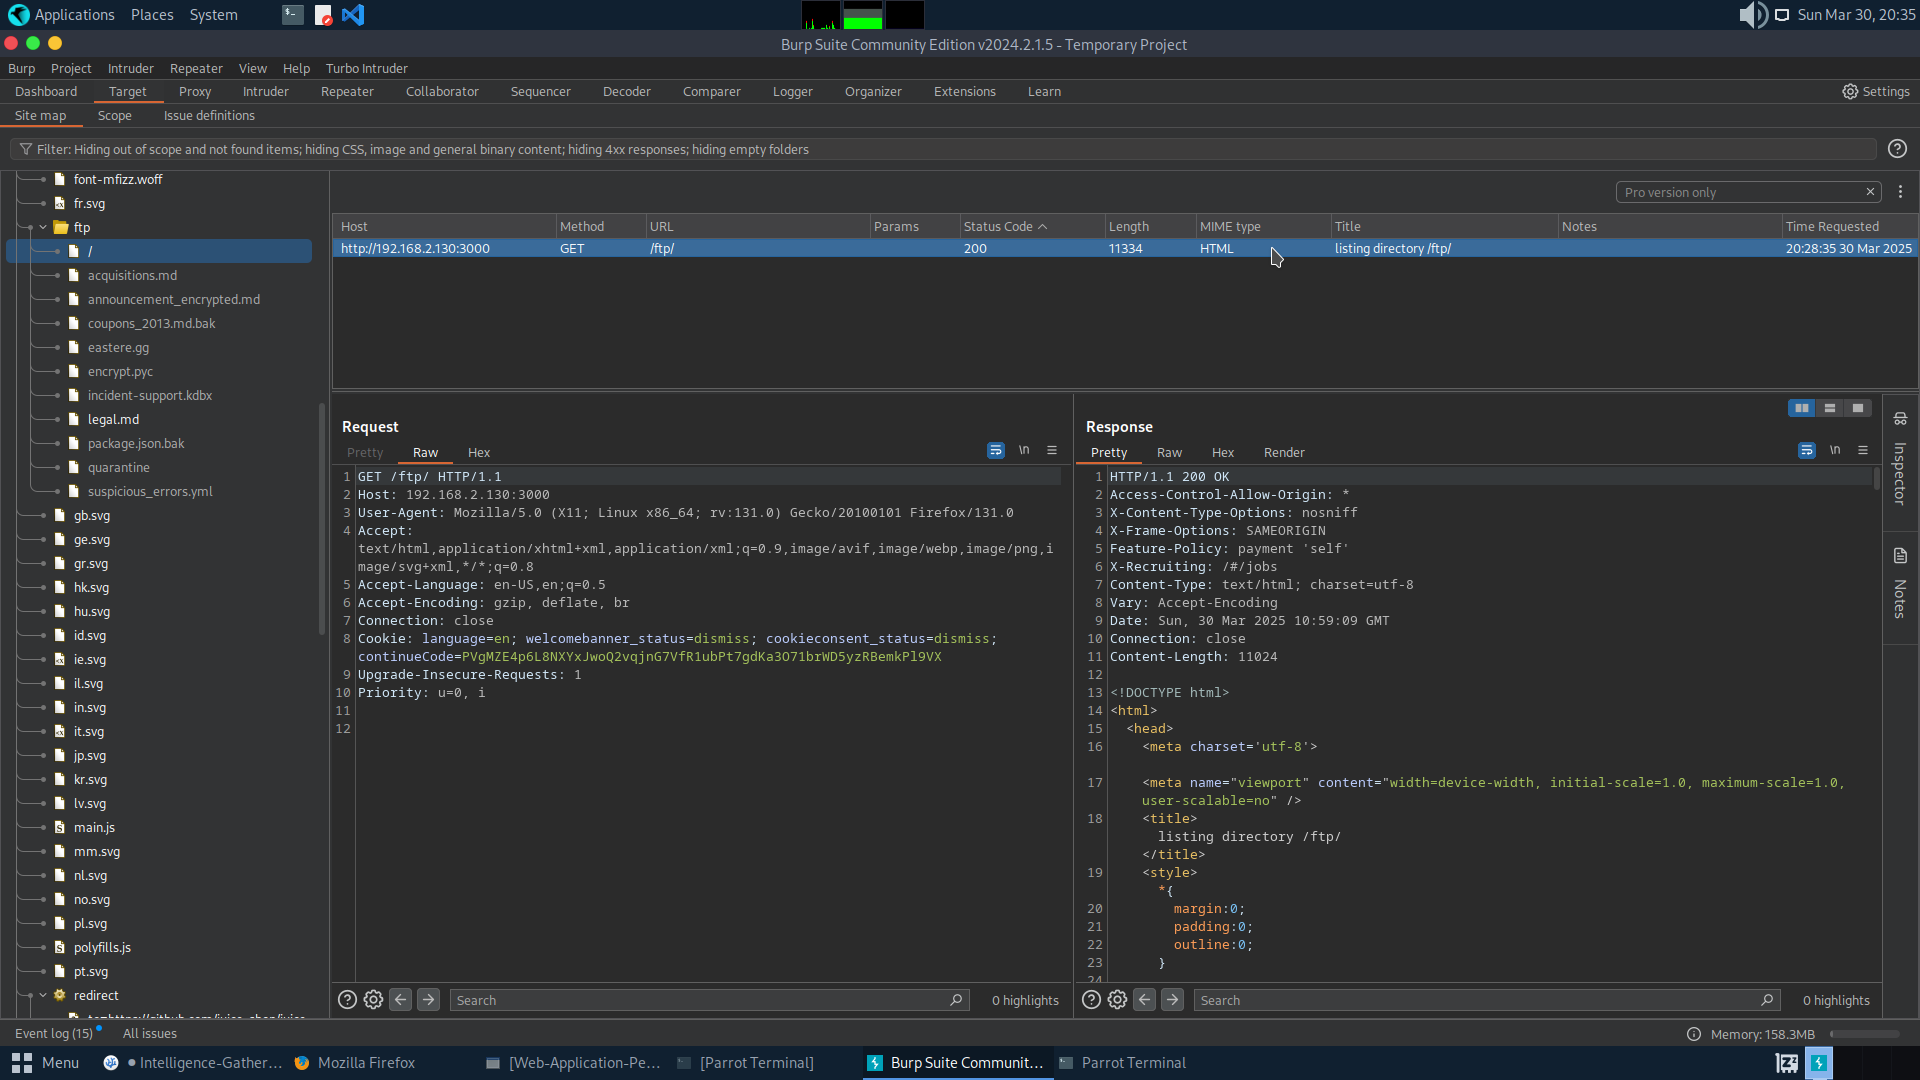 Applications Places System
Sun Mar 30, 20:35
Burp Suite Community Edition v2024.2.1.5 - Temporary Project
Burp Project Intruder Repeater View Help Turbo Intruder
Dashboard Target Proxy Intruder Repeater Collaborator Sequencer Decoder Comparer Logger Organizer Extensions Learn Settings
Site map Scope Issue definitions
Filter: Hiding out of scope and not found items; hiding CSS, image and general binary content; hiding 4xx responses; hiding empty folders
font-mfizz.woff
fr.svg
ftp
/
acquisitions.md
announcement_encrypted.md
coupons_2013.md.bak
eastere.gg
encrypt.pyc
incident-support.kdbx
legal.md
package.json.bak
quarantine
suspicious_errors.yml
gb.svg
ge.svg
gr.svg
hk.svg
hu.svg
id.svg
ie.svg
il.svg
in.svg
it.svg
jp.svg
kr.svg
lv.svg
main.js
mm.svg
nl.svg
no.svg
pl.svg
polyfills.js
pt.svg
redirect
Pro version only
Host Method URL Params Status Code Length MIME type Title Notes Time Requested
http://192.168.2.130:3000 GET /ftp/ 200 11334 HTML listing directory /ftp/ 20:28:35 30 Mar 2025
Request
Pretty Raw Hex
\n
1 GET /ftp/ HTTP/1.1
2 Host: 192.168.2.130:3000
3 User-Agent: Mozilla/5.0 (X11; Linux x86_64; rv:131.0) Gecko/20100101 Firefox/131.0
4 Accept:
text/html,application/xhtml+xml,application/xml;q=0.9,image/avif,image/webp,image/png,i
mage/svg+xml,*/*;q=0.8
5 Accept-Language: en-US,en;q=0.5
6 Accept-Encoding: gzip, deflate, br
7 Connection: close
8 Cookie: language=en; welcomebanner_status=dismiss; cookieconsent_status=dismiss;
continueCode=PVgMZE4p6L8NXYxJwoQ2vqjnG7VfR1ubPt7gdKa3O71brWD5yzRBemkPl9VX
9 Upgrade-Insecure-Requests: 1
10 Priority: u=0, i
11
12
Search
0 highlights
Response
Pretty Raw Hex Render
\n
1 HTTP/1.1 200 OK
2 Access-Control-Allow-Origin: *
3 X-Content-Type-Options: nosniff
4 X-Frame-Options: SAMEORIGIN
5 Feature-Policy: payment 'self'
6 X-Recruiting: /#/jobs
7 Content-Type: text/html; charset=utf-8
8 Vary: Accept-Encoding
9 Date: Sun, 30 Mar 2025 10:59:09 GMT
10 Connection: close
11 Content-Length: 11024
12
13 <!DOCTYPE html>
14 <html>
15 <head>
16 <meta charset='utf-8'>
17 <meta name="viewport" content="width=device-width, initial-scale=1.0, maximum-scale=1.0,
user-scalable=no" />
18 <title>
listing directory /ftp/
</title>
19 <style>
*{
20 margin:0;
21 padding:0;
22 outline:0;
23 }
24
Search
0 highlights
Inspector
Notes
Event log (15) All issues
Memory: 158.3MB
Menu
Intelligence-Gather...
Mozilla Firefox
[Web-Application-Pe...
[Parrot Terminal]
Burp Suite Communit...
Parrot Terminal